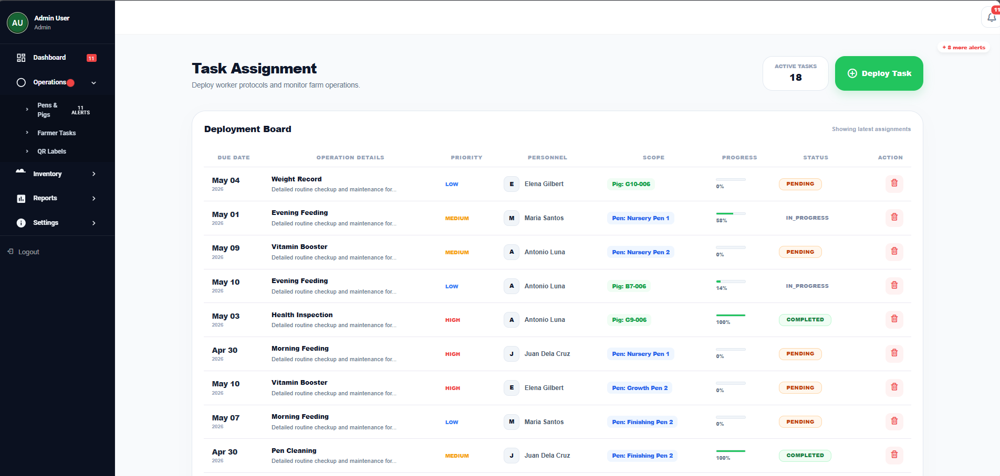 AU
Admin User
Admin
Dashboard 11
Operations
Pens & Pigs 11 ALERTS
Farmer Tasks
QR Labels
Inventory
Reports
Settings
Logout
11
+ 8 more alerts
Task Assignment
Deploy worker protocols and monitor farm operations.
ACTIVE TASKS
18
Deploy Task
Deployment Board
Showing latest assignments
DUE DATE OPERATION DETAILS PRIORITY PERSONNEL SCOPE PROGRESS STATUS ACTION
May 04 2026 Weight Record Detailed routine checkup and maintenance for... LOW E Elena Gilbert Pig: G10-006 0% PENDING
May 01 2026 Evening Feeding Detailed routine checkup and maintenance for... MEDIUM M Maria Santos Pen: Nursery Pen 1 58% IN_PROGRESS
May 09 2026 Vitamin Booster Detailed routine checkup and maintenance for... MEDIUM A Antonio Luna Pen: Nursery Pen 2 0% PENDING
May 10 2026 Evening Feeding Detailed routine checkup and maintenance for... LOW A Antonio Luna Pig: B7-006 14% IN_PROGRESS
May 03 2026 Health Inspection Detailed routine checkup and maintenance for... HIGH A Antonio Luna Pig: G9-006 100% COMPLETED
Apr 30 2026 Morning Feeding Detailed routine checkup and maintenance for... HIGH J Juan Dela Cruz Pen: Nursery Pen 1 0% PENDING
May 10 2026 Vitamin Booster Detailed routine checkup and maintenance for... HIGH E Elena Gilbert Pen: Growth Pen 2 0% PENDING
May 07 2026 Morning Feeding Detailed routine checkup and maintenance for... LOW M Maria Santos Pen: Finishing Pen 2 0% PENDING
Apr 30 2026 Pen Cleaning Detailed routine checkup and maintenance for... MEDIUM J Juan Dela Cruz Pen: Finishing Pen 2 100% COMPLETED